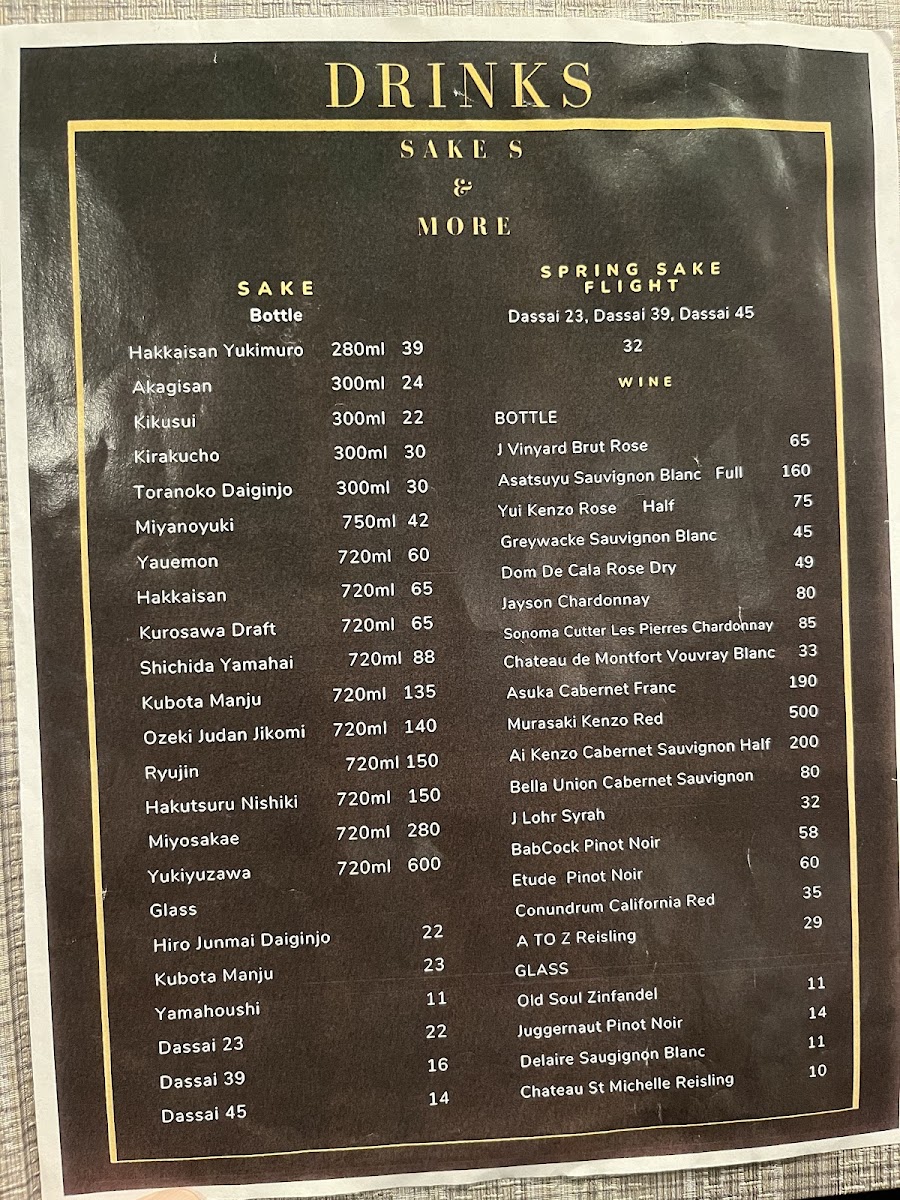 DRINKS
SAKE S
&
MORE
SAKE
Bottle
Hakkaisan Yukimuro 280ml 39
Akagisan 300ml 24
Kikusui 300ml 22
Kirakucho 300ml 30
Toranoko Daiginjo 300ml 30
Miyanoyuki 750ml 42
Yauemon 720ml 60
Hakkaisan 720ml 65
Kurosawa Draft 720ml 65
Shichida Yamahai 720ml 88
Kubota Manju 720ml 135
Ozeki Judan Jikomi 720ml 140
Ryujin 720ml 150
Hakutsuru Nishiki 720ml 150
Miyosakae 720ml 280
Yukiyuzawa 720ml 600
Glass
Hiro Junmai Daiginjo 22
Kubota Manju 23
Yamahoushi 11
Dassai 23 22
Dassai 39 16
Dassai 45 14
SPRING SAKE
FLIGHT
Dassai 23, Dassai 39, Dassai 45
32
WINE
BOTTLE
J Vinyard Brut Rose 65
Asatsuyu Sauvignon Blanc Full 160
Yui Kenzo Rose Half 75
Greywacke Sauvignon Blanc 45
Dom De Cala Rose Dry 49
Jayson Chardonnay 80
Sonoma Cutter Les Pierres Chardonnay 85
Chateau de Montfort Vouvray Blanc 33
Asuka Cabernet Franc 190
Murasaki Kenzo Red 500
Ai Kenzo Cabernet Sauvignon Half 200
Bella Union Cabernet Sauvignon 80
J Lohr Syrah 32
BabCock Pinot Noir 58
Etude Pinot Noir 60
Conundrum California Red 35
A TO Z Reisling 29
GLASS
Old Soul Zinfandel 11
Juggernaut Pinot Noir 14
Delaire Saugignon Blanc 11
Chateau St Michelle Reisling 10